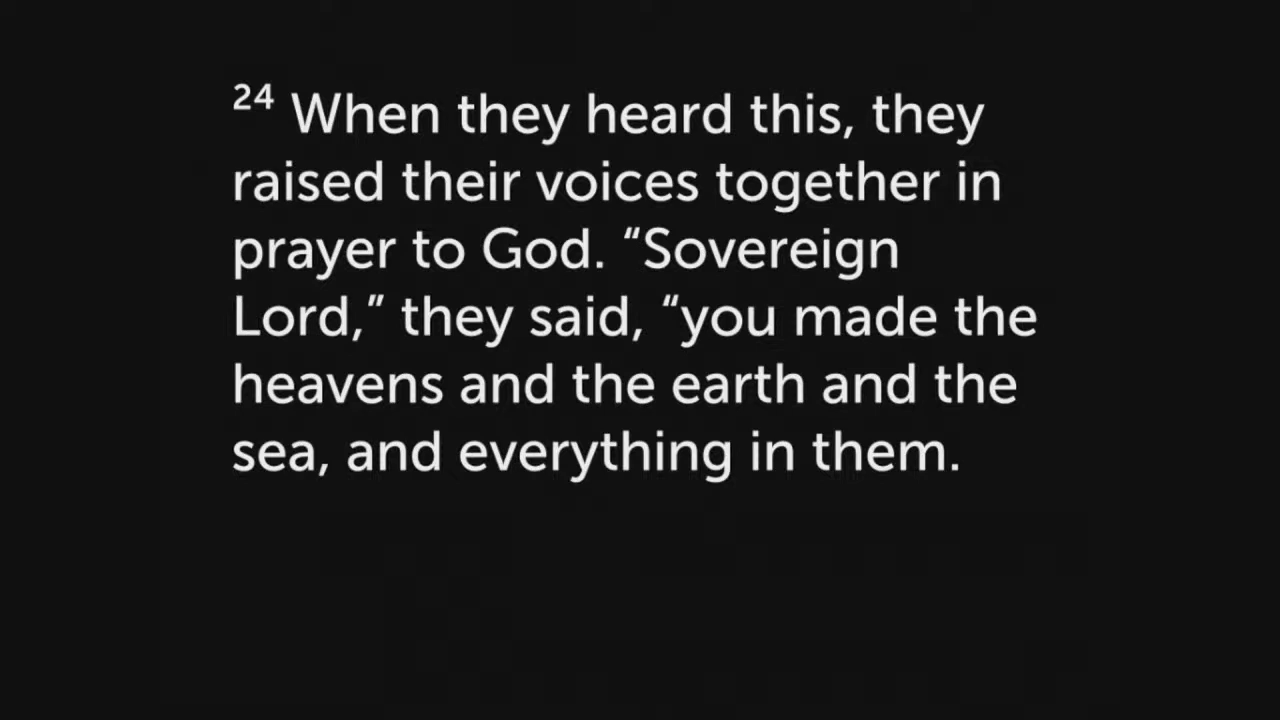 24 When they heard this, they
raised their voices together in
prayer to God. “Sovereign
Lord,” they said, “you made the
heavens and the earth and the
sea, and everything in them.